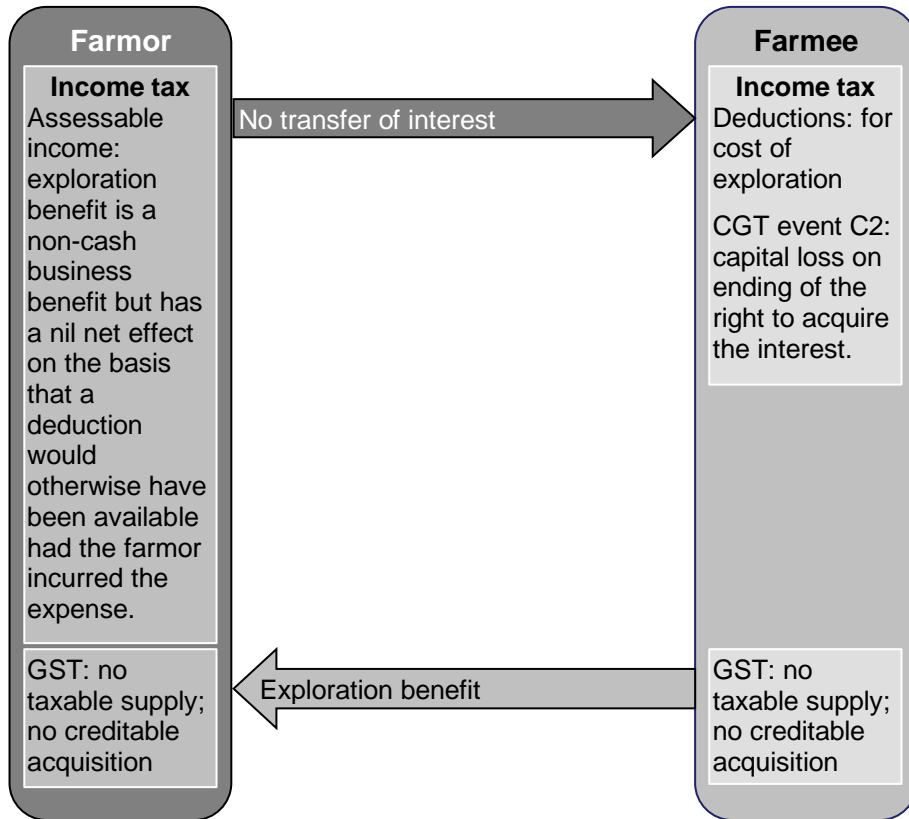 Farmor
Income tax
Assessable
income:
exploration
benefit is a
non-cash
business
benefit but has
a nil net effect
on the basis
that a
deduction
would
otherwise have
been available
had the farmor
incurred the
expense.
GST: no
taxable supply;
no creditable
acquisition
No transfer of interest
Exploration benefit
Farmee
Income tax
Deductions: for
cost of
exploration
CGT event C2:
capital loss on
ending of the
right to acquire
the interest.
GST: no
taxable supply;
no creditable
acquisition